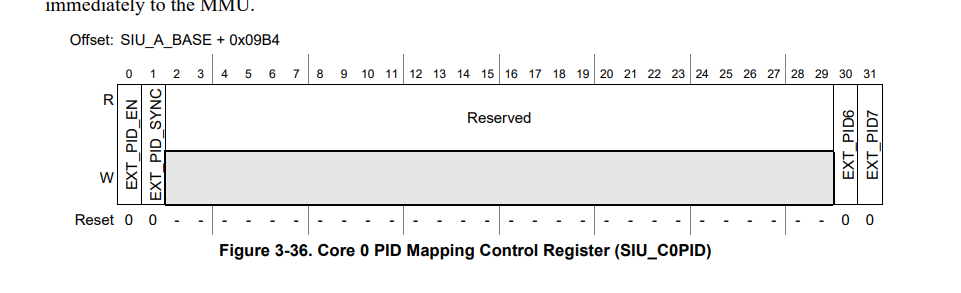 immediately to the MMU.
Offset: SIU_A_BASE + 0x09B4
0 1 2 3 4 5 6 7 8 9 10 11 12 13 14 15 16 17 18 19 20 21 22 23 24 25 26 27 28 29 30 31
R
EXT_PID_EN
EXT_PID_SYNC
Reserved
EXT_PID6
EXT_PID7
W
Reset 0 0 - - - - - - - - - - - - - - - - - - - - - - - - - - - - 0 0
Figure 3-36. Core 0 PID Mapping Control Register (SIU_C0PID)